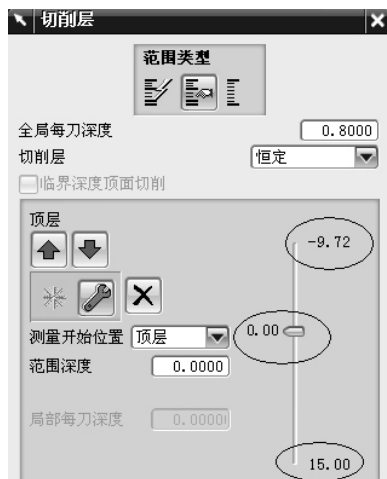 切削层
范围类型
全局每刀深度 0.8000
切削层 恒定
临界深度顶面切削
顶层
-9.72
测量开始位置 顶层 0.00
范围深度 0.0000
局部每刀深度 0.0000
15.00